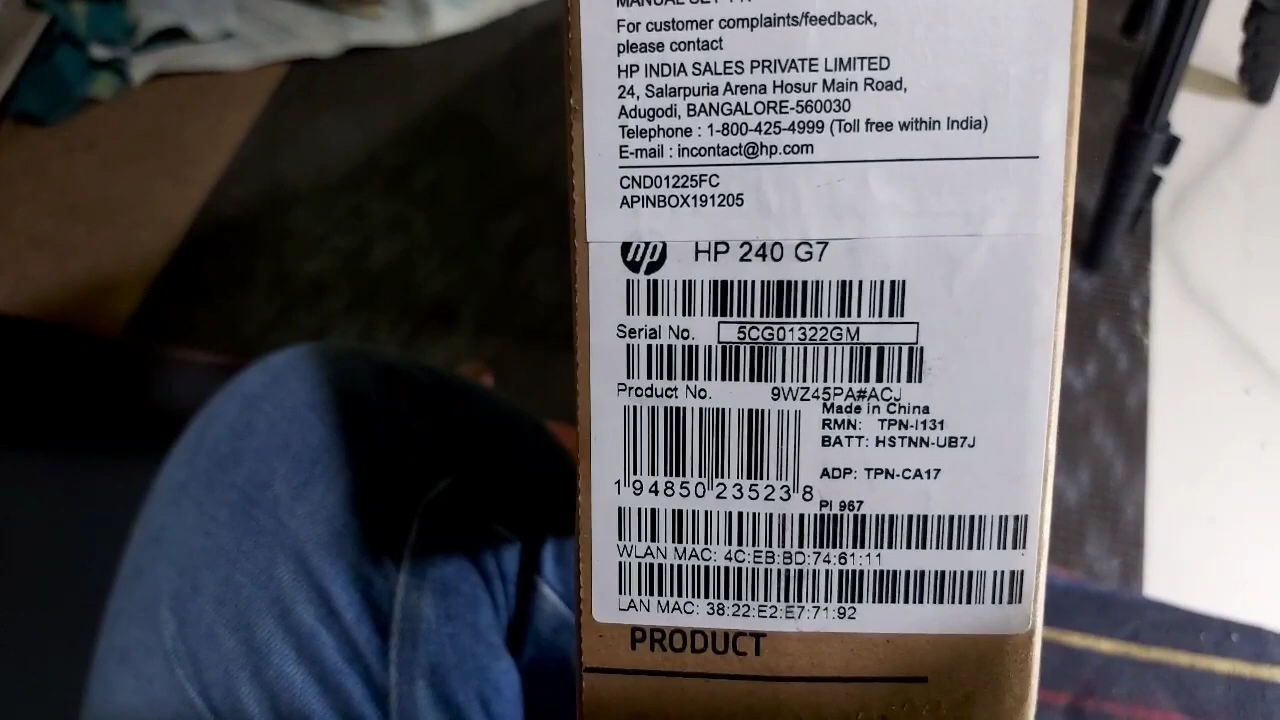 For customer complaints/feedback,
please contact
HP INDIA SALES PRIVATE LIMITED
24, Salarpuria Arena Hosur Main Road,
Adugodi, BANGALORE-560030
Telephone : 1-800-425-4999 (Toll free within India)
E-mail : incontact@hp.com
CND01225FC
APINBOX191205
hp HP 240 G7
Serial No. 5CG01322GM
Product No. 9WZ45PA#ACJ
Made in China
RMN: TPN-I131
BATT: HSTNN-UB7J
ADP: TPN-CA17
1 94850 23523 8
PI 967
WLAN MAC: 4C:EB:BD:74:61:11
LAN MAC: 38:22:E2:E7:71:92
PRODUCT